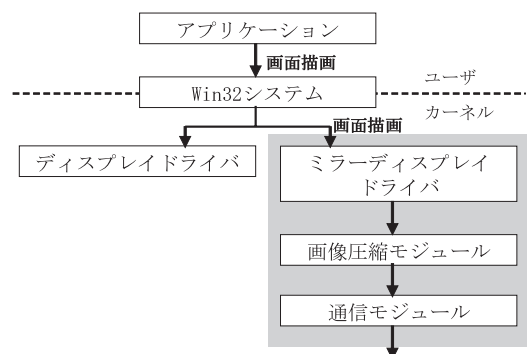 アプリケーション
画面描画
ユーザ
Win32システム
カーネル
画面描画
ディスプレイドライバ
ミラーディスプレイ
ドライバ
画像圧縮モジュール
通信モジュール